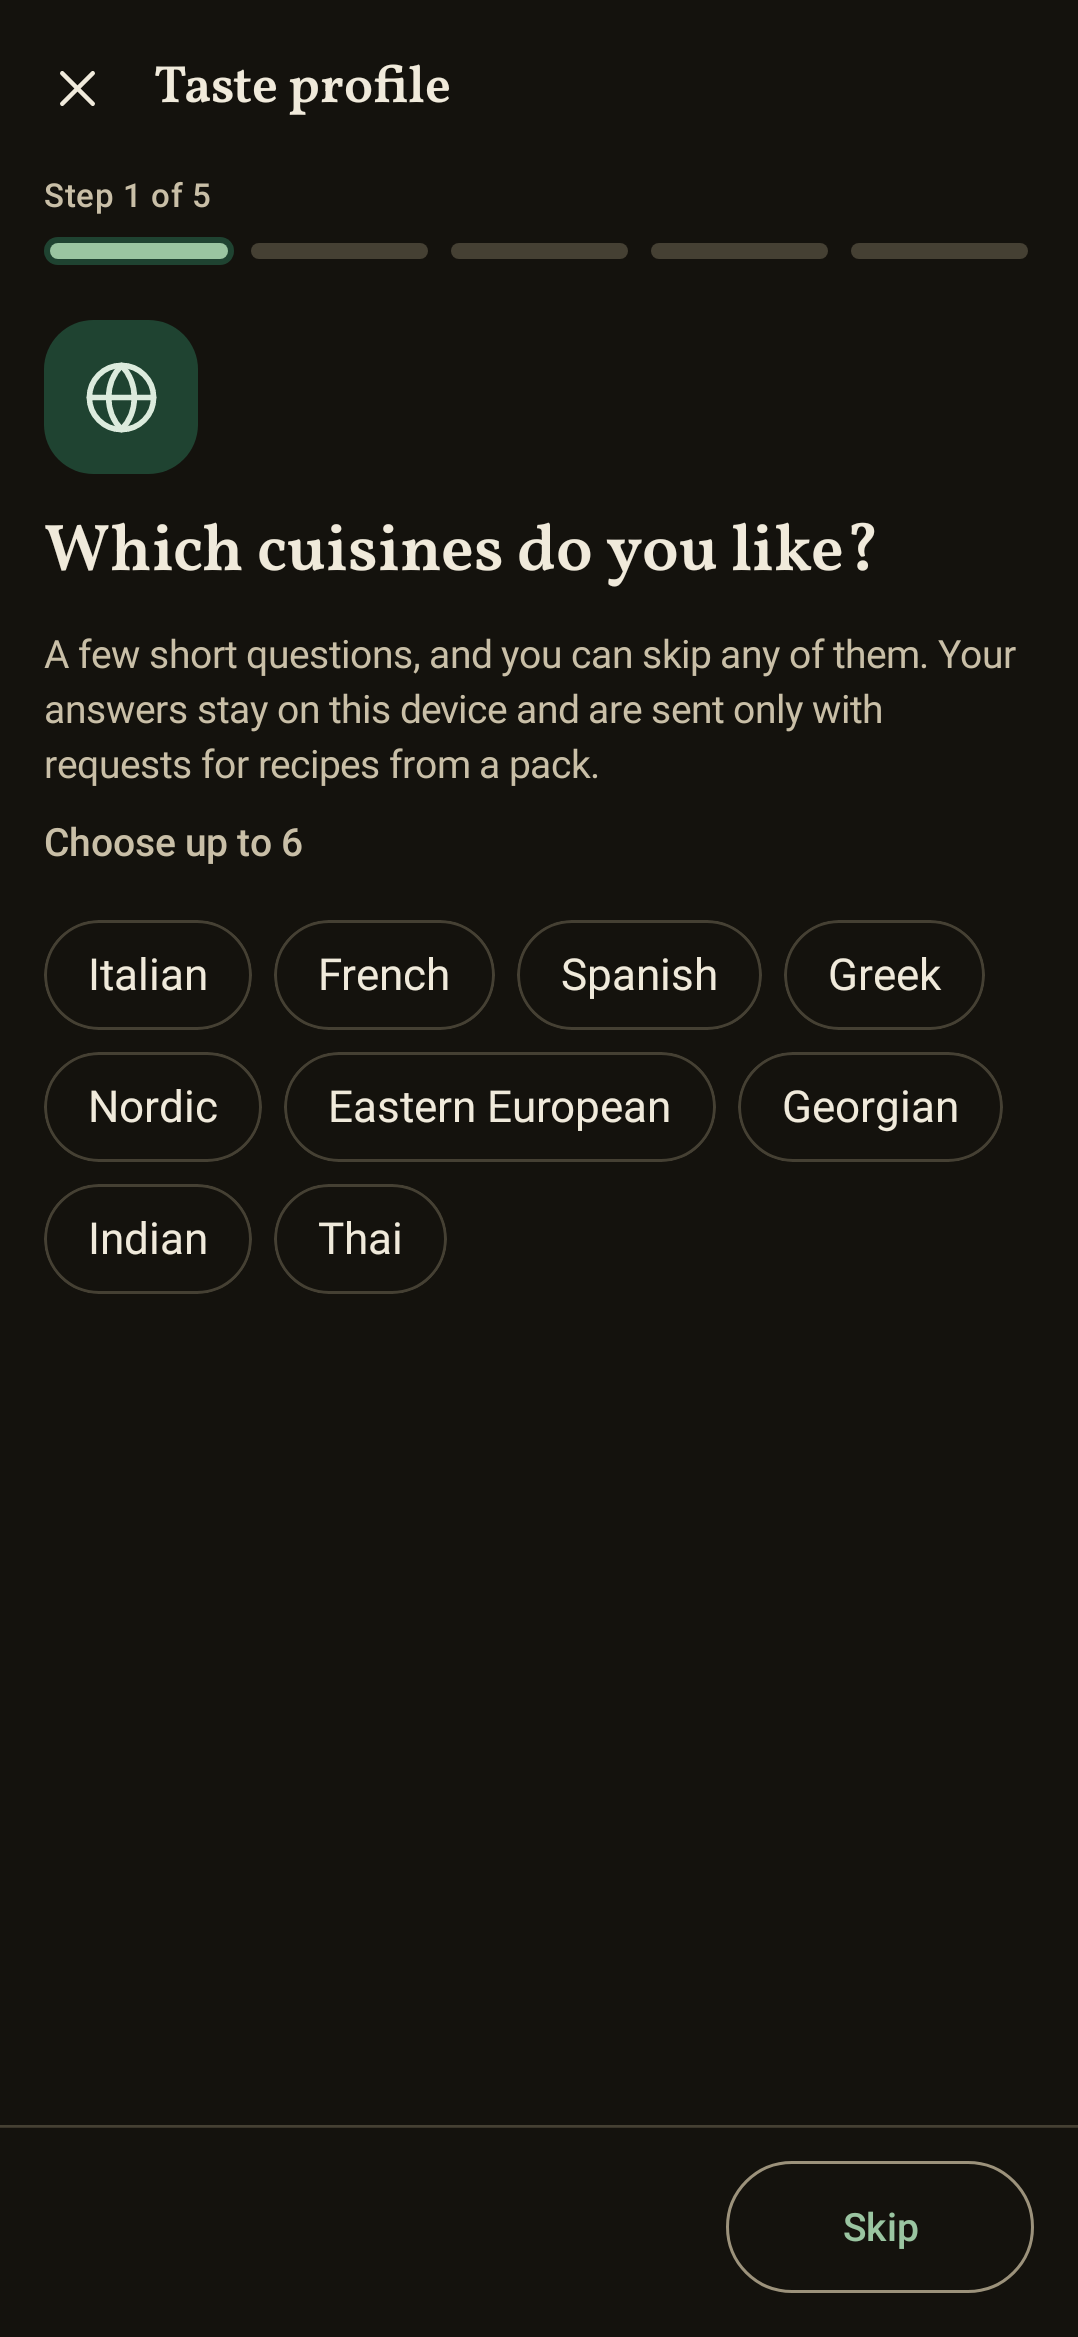 Taste profile
Step 1 of 5
Which cuisines do you like?
A few short questions, and you can skip any of them. Your
answers stay on this device and are sent only with
requests for recipes from a pack.
Choose up to 6
Italian French Spanish Greek
Nordic Eastern European Georgian
Indian Thai
Skip